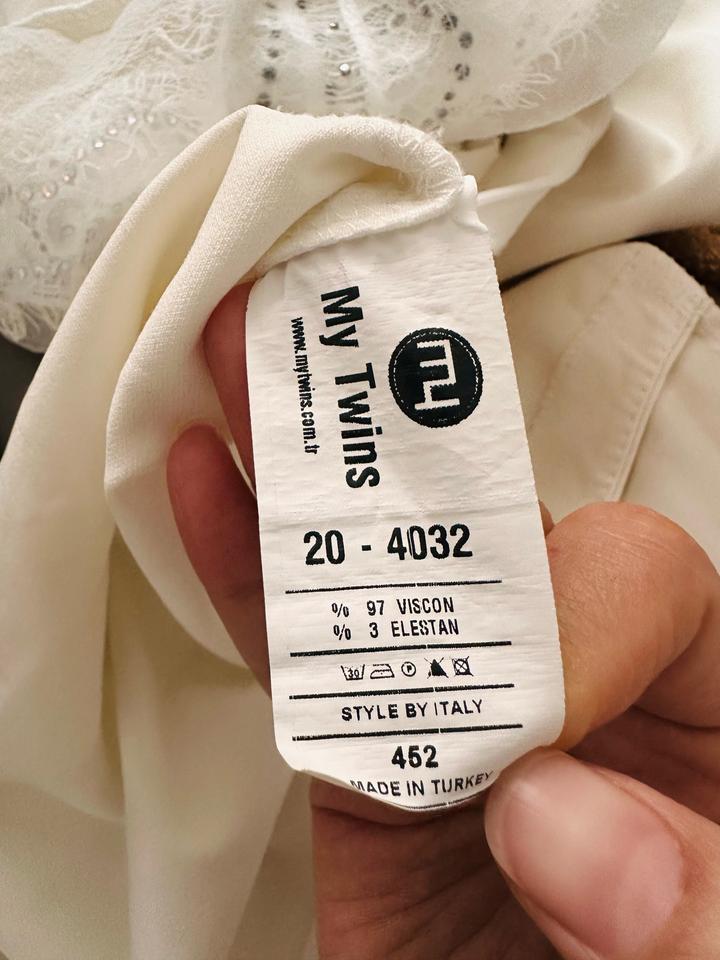 My Twins
www.mytwins.com.tr
20 - 4032
% 97 VISCON
% 3 ELESTAN
30 P
STYLE BY ITALY
452
MADE IN TURKEY